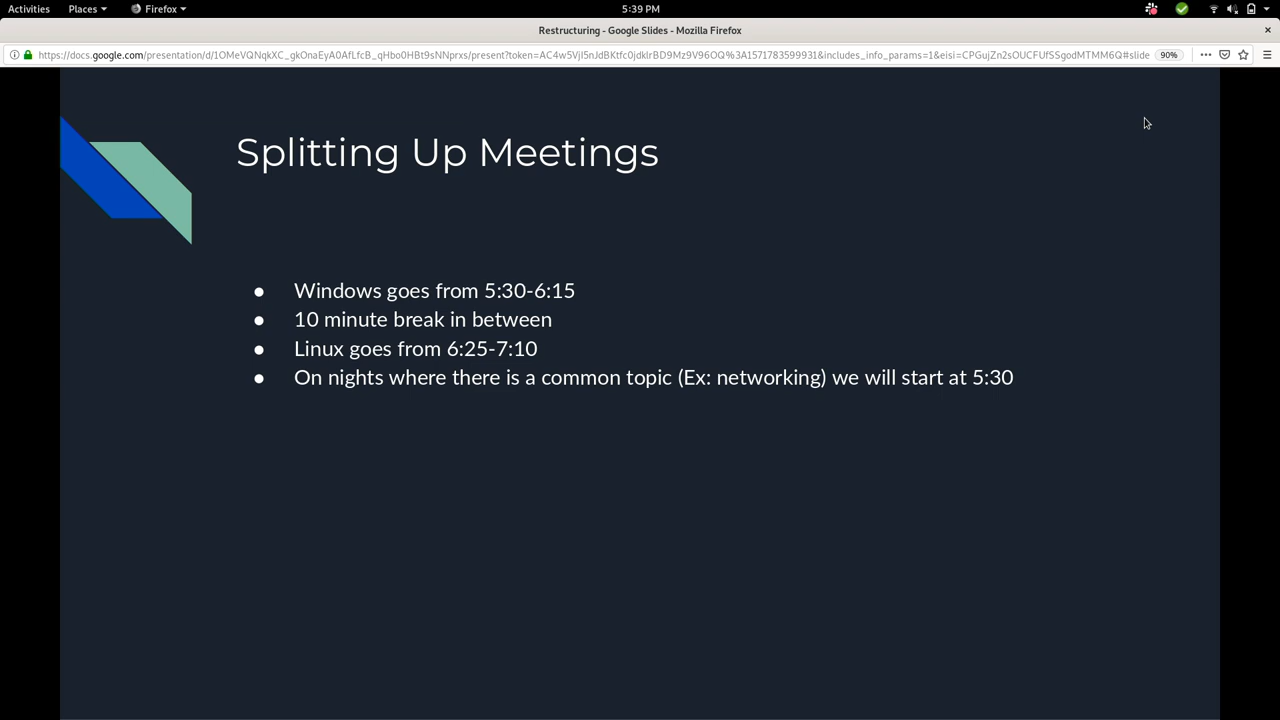 Activities Places Firefox 5:39 PM
Restructuring - Google Slides - Mozilla Firefox
90%
Splitting Up Meetings
● Windows goes from 5:30-6:15
● 10 minute break in between
● Linux goes from 6:25-7:10
● On nights where there is a common topic (Ex: networking) we will start at 5:30